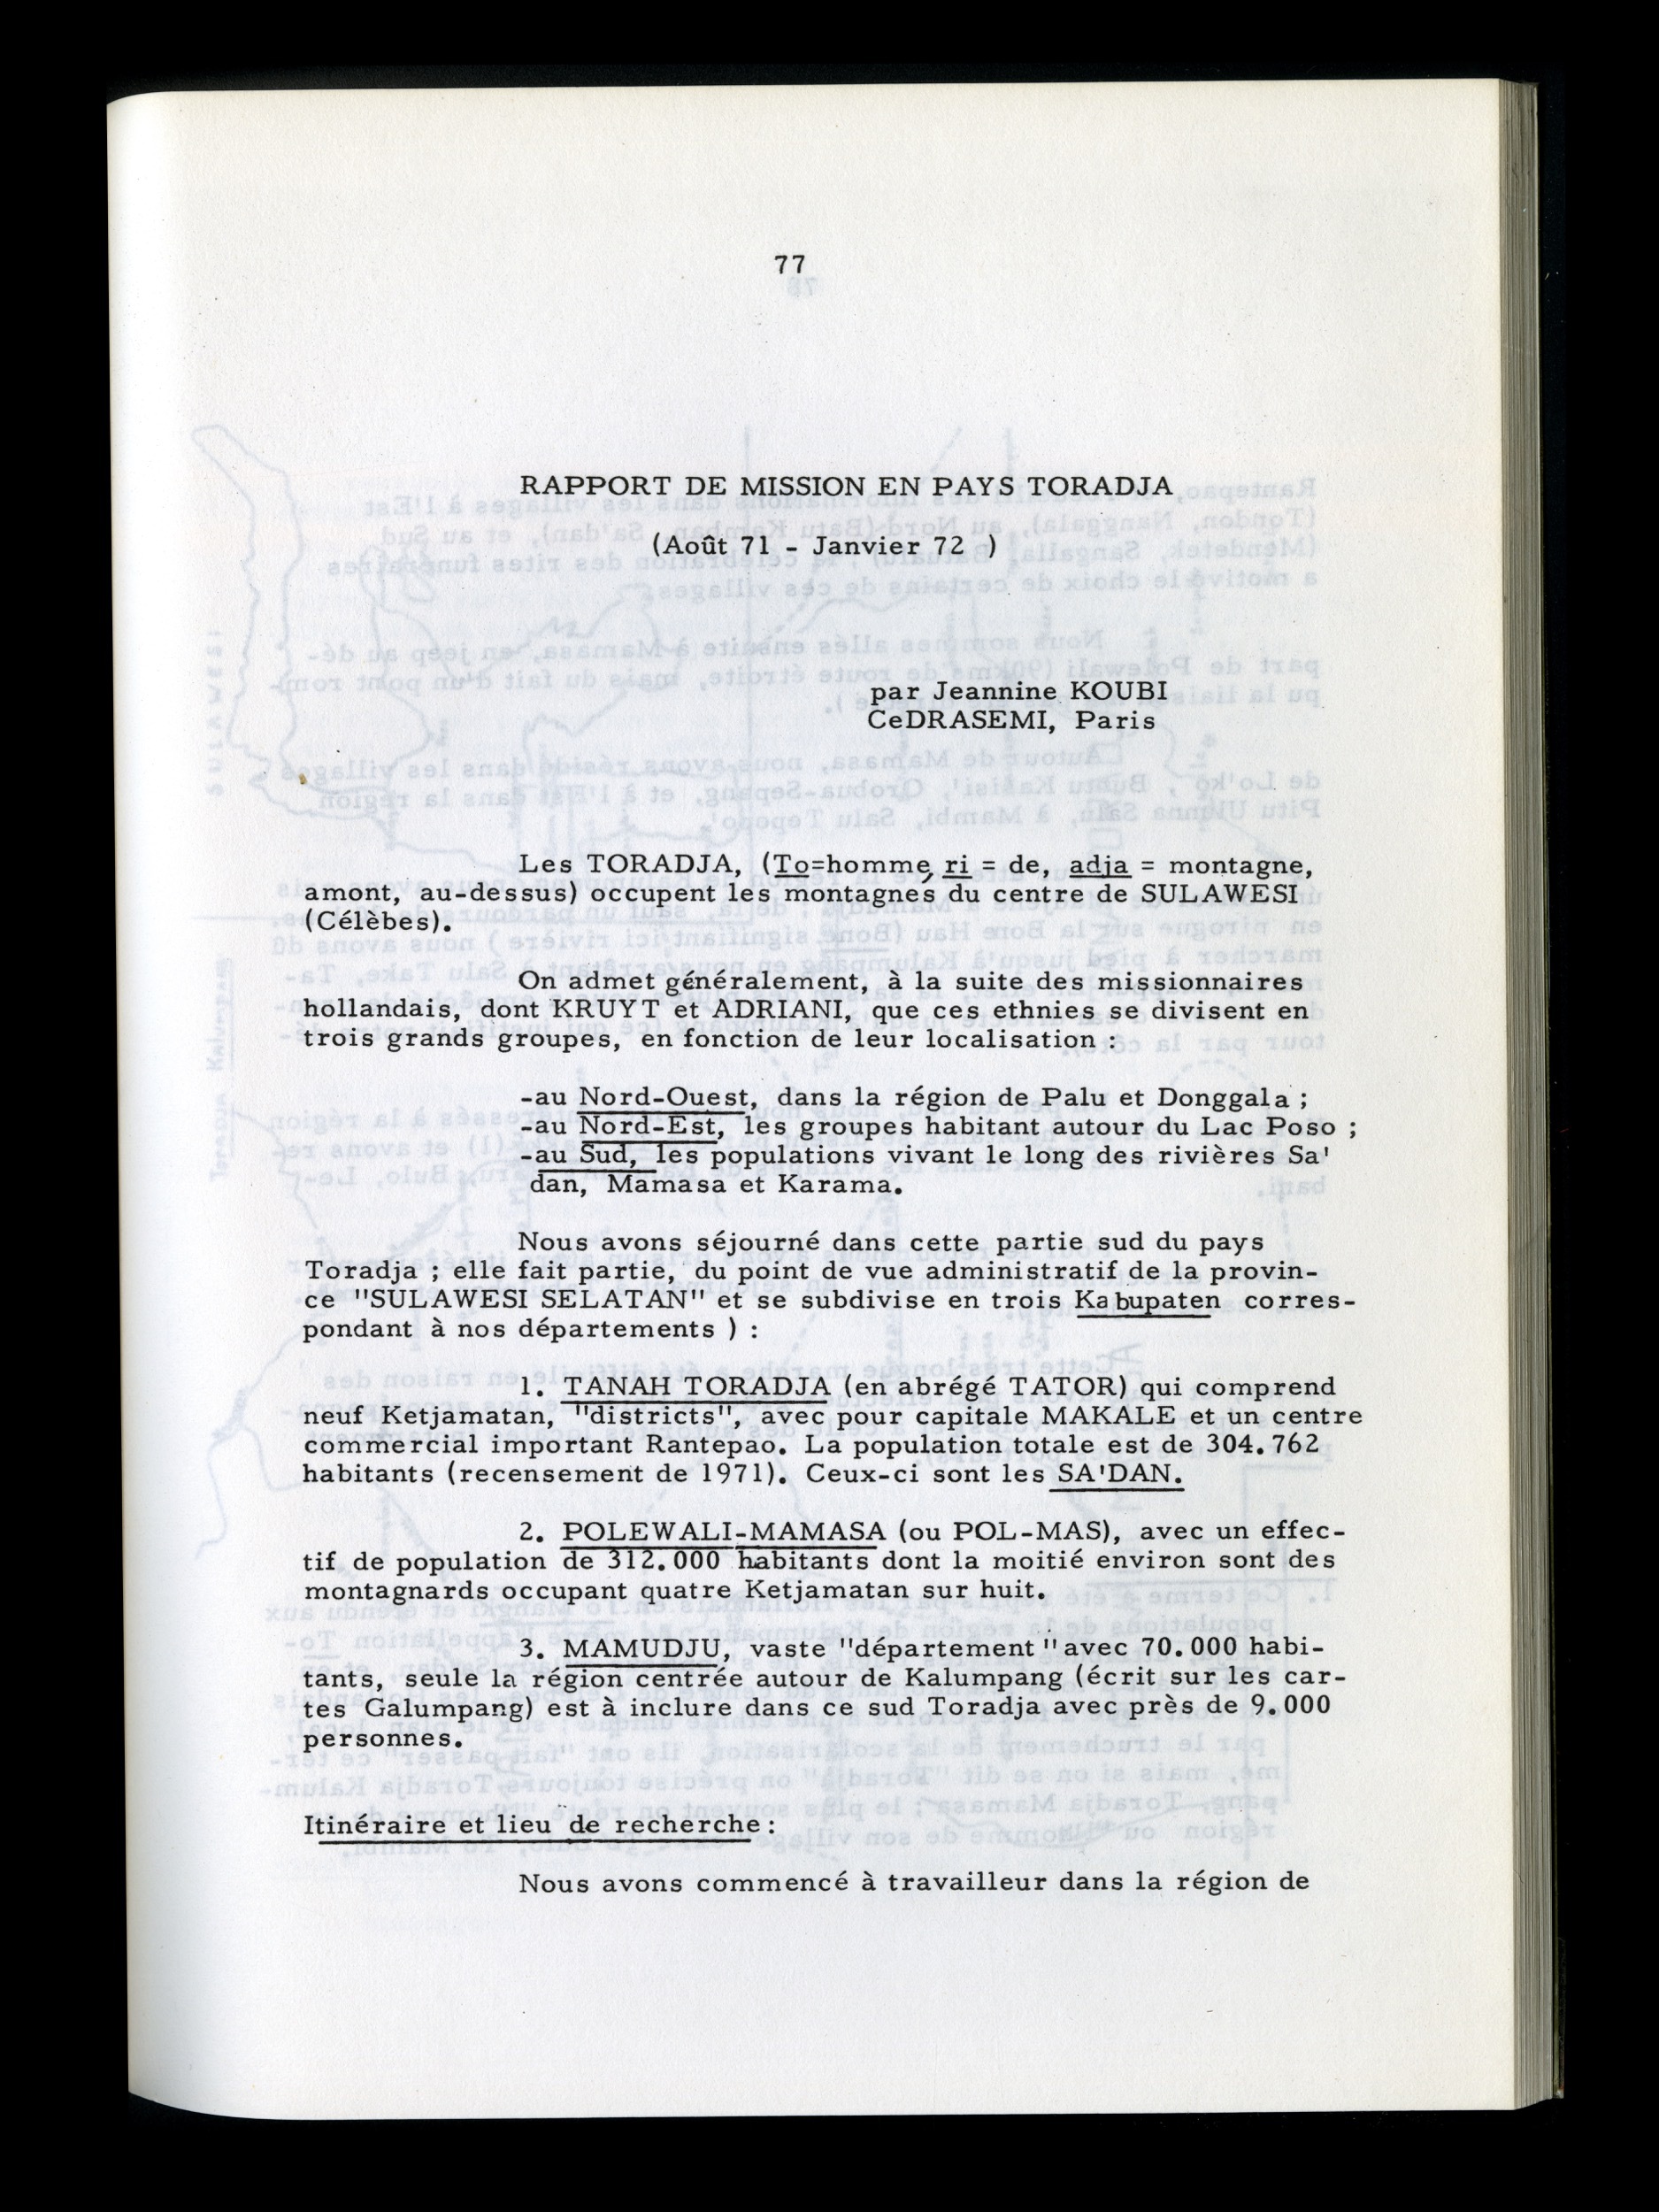 77
RAPPORT DE MISSION EN PAYS TORADJA
(Août 71 - Janvier 72 )
par Jeannine KOUBI
CeDRASEMI, Paris
Les TORADJA, (To=homme, ri = de, adja = montagne,
amont, au-dessus) occupent les montagnes du centre de SULAWESI
(Célèbes).
On admet généralement, à la suite des missionnaires
hollandais, dont KRUYT et ADRIANI, que ces ethnies se divisent en
trois grands groupes, en fonction de leur localisation :
-au Nord-Ouest, dans la région de Palu et Donggala ;
-au Nord-Est, les groupes habitant autour du Lac Poso ;
-au Sud, les populations vivant le long des rivières Sa'
dan, Mamasa et Karama.
Nous avons séjourné dans cette partie sud du pays
Toradja ; elle fait partie, du point de vue administratif de la provin-
ce "SULAWESI SELATAN" et se subdivise en trois Kabupaten corres-
pondant à nos départements ) :
1. TANAH TORADJA (en abrégé TATOR) qui comprend
neuf Ketjamatan, "districts", avec pour capitale MAKALE et un centre
commercial important Rantepao. La population totale est de 304.762
habitants (recensement de 1971). Ceux-ci sont les SA'DAN.
2. POLEWALI-MAMASA (ou POL-MAS), avec un effec-
tif de population de 312.000 habitants dont la moitié environ sont des
montagnards occupant quatre Ketjamatan sur huit.
3. MAMUDJU, vaste "département" avec 70.000 habi-
tants, seule la région centrée autour de Kalumpang (écrit sur les car-
tes Galumpang) est à inclure dans ce sud Toradja avec près de 9.000
personnes.
Itinéraire et lieu de recherche :
Nous avons commencé à travailleur dans la région de